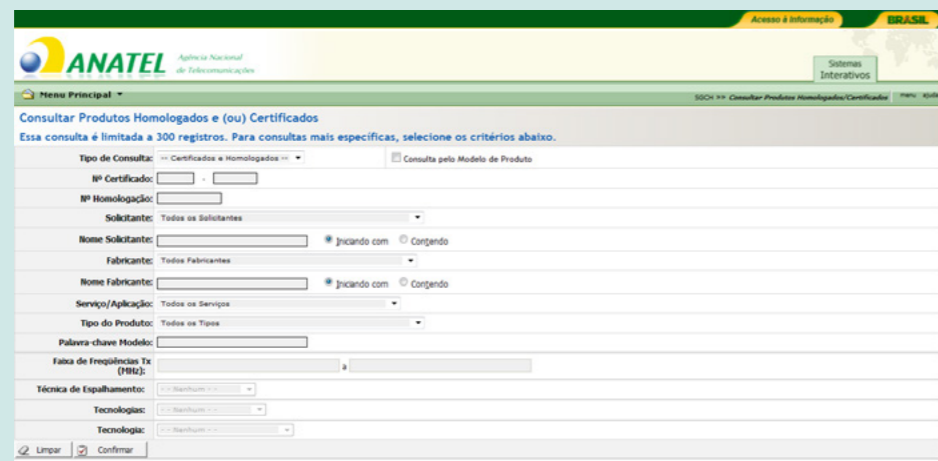 Acesso à Informação
BRASIL
ANATEL
Agência Nacional
de Telecomunicações
Sistemas
Interativos
Menu Principal
SGCH >> Consultar Produtos Homologados/Certificados
menu ajuda
Consultar Produtos Homologados e (ou) Certificados
Essa consulta é limitada a 300 registros. Para consultas mais específicas, selecione os critérios abaixo.
Tipo de Consulta: -- Certificados e Homologados -- Consulta pelo Modelo de Produto
Nº Certificado: -
Nº Homologação:
Solicitante: Todos os Solicitantes
Nome Solicitante: Iniciando com Contendo
Fabricante: Todos Fabricantes
Nome Fabricante: Iniciando com Contendo
Serviço/Aplicação: Todos os Serviços
Tipo do Produto: Todos os Tipos
Palavra-chave Modelo:
Faixa de Freqüências Tx
(MHz): a
Técnica de Espalhamento: - - Nenhum - -
Tecnologias: - - Nenhum - -
Tecnologia: - - Nenhum - -
Limpar Confirmar